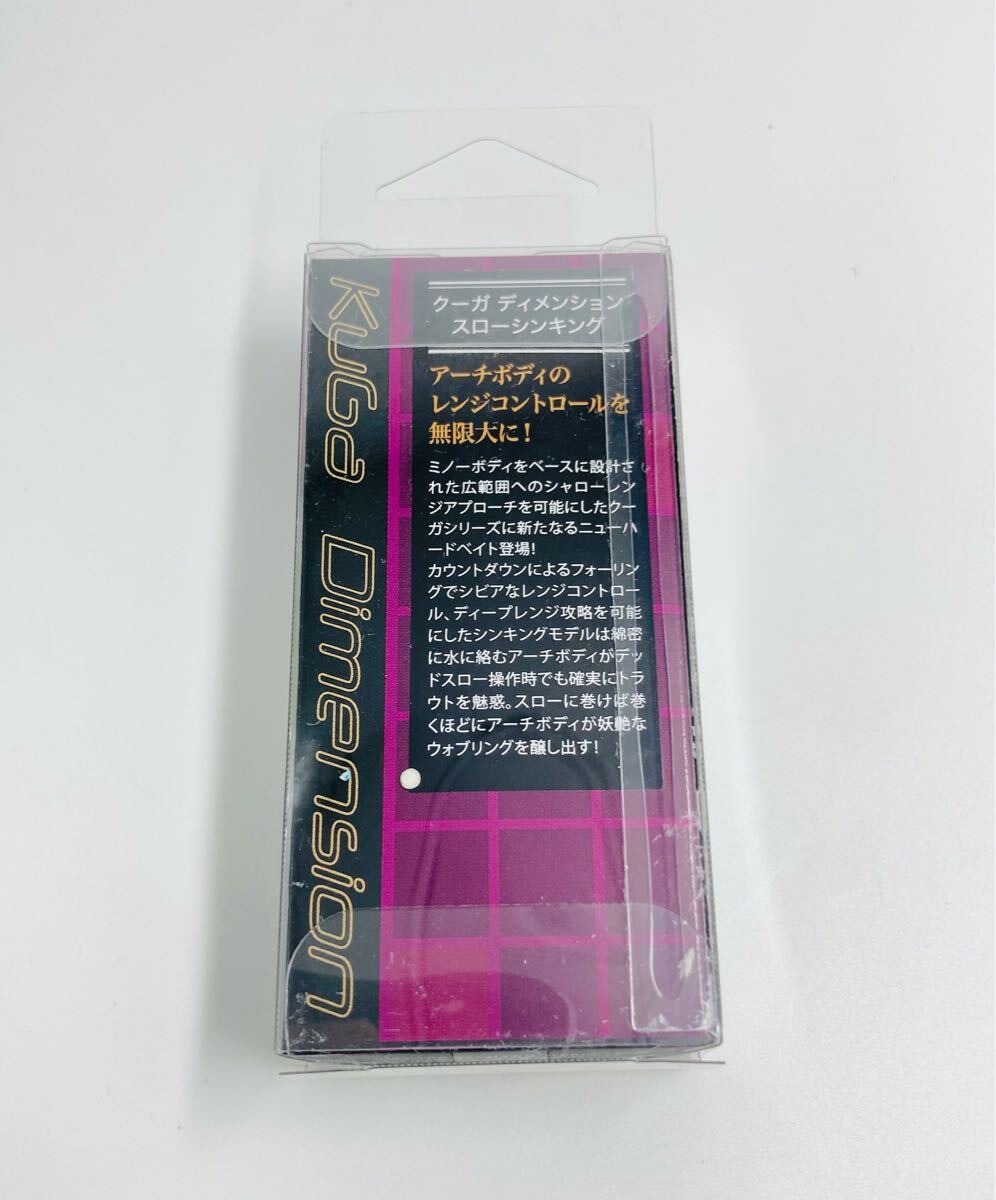 KuGa Dimension
クーガ ディメンション
スローシンキング
アーチボディの
レンジコントロールを
無限大に!
ミノーボディをベースに設計さ
れた広範囲へのシャローレン
ジアプローチを可能にしたクー
ガシリーズに新たなるニューハ
ードベイト登場!
カウントダウンによるフォーリン
グでシビアなレンジコントロー
ル、ディープレンジ攻略を可能
にしたシンキングモデルは綿密
に水に絡むアーチボディがデッ
ドスロー操作時でも確実にトラ
ウトを魅惑。スローに巻けば巻
くほどにアーチボディが妖艶な
ウォブリングを醸し出す!